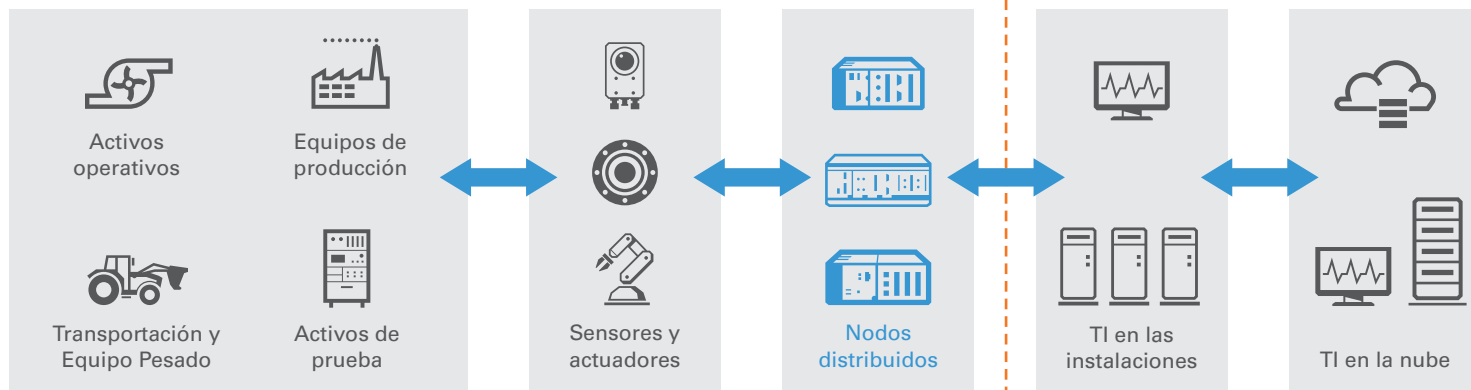 Activos
operativos
Equipos de
producción
Transportación y
Equipo Pesado
Activos de
prueba
Sensores y
actuadores
Nodos
distribuidos
TI en las
instalaciones
TI en la nube